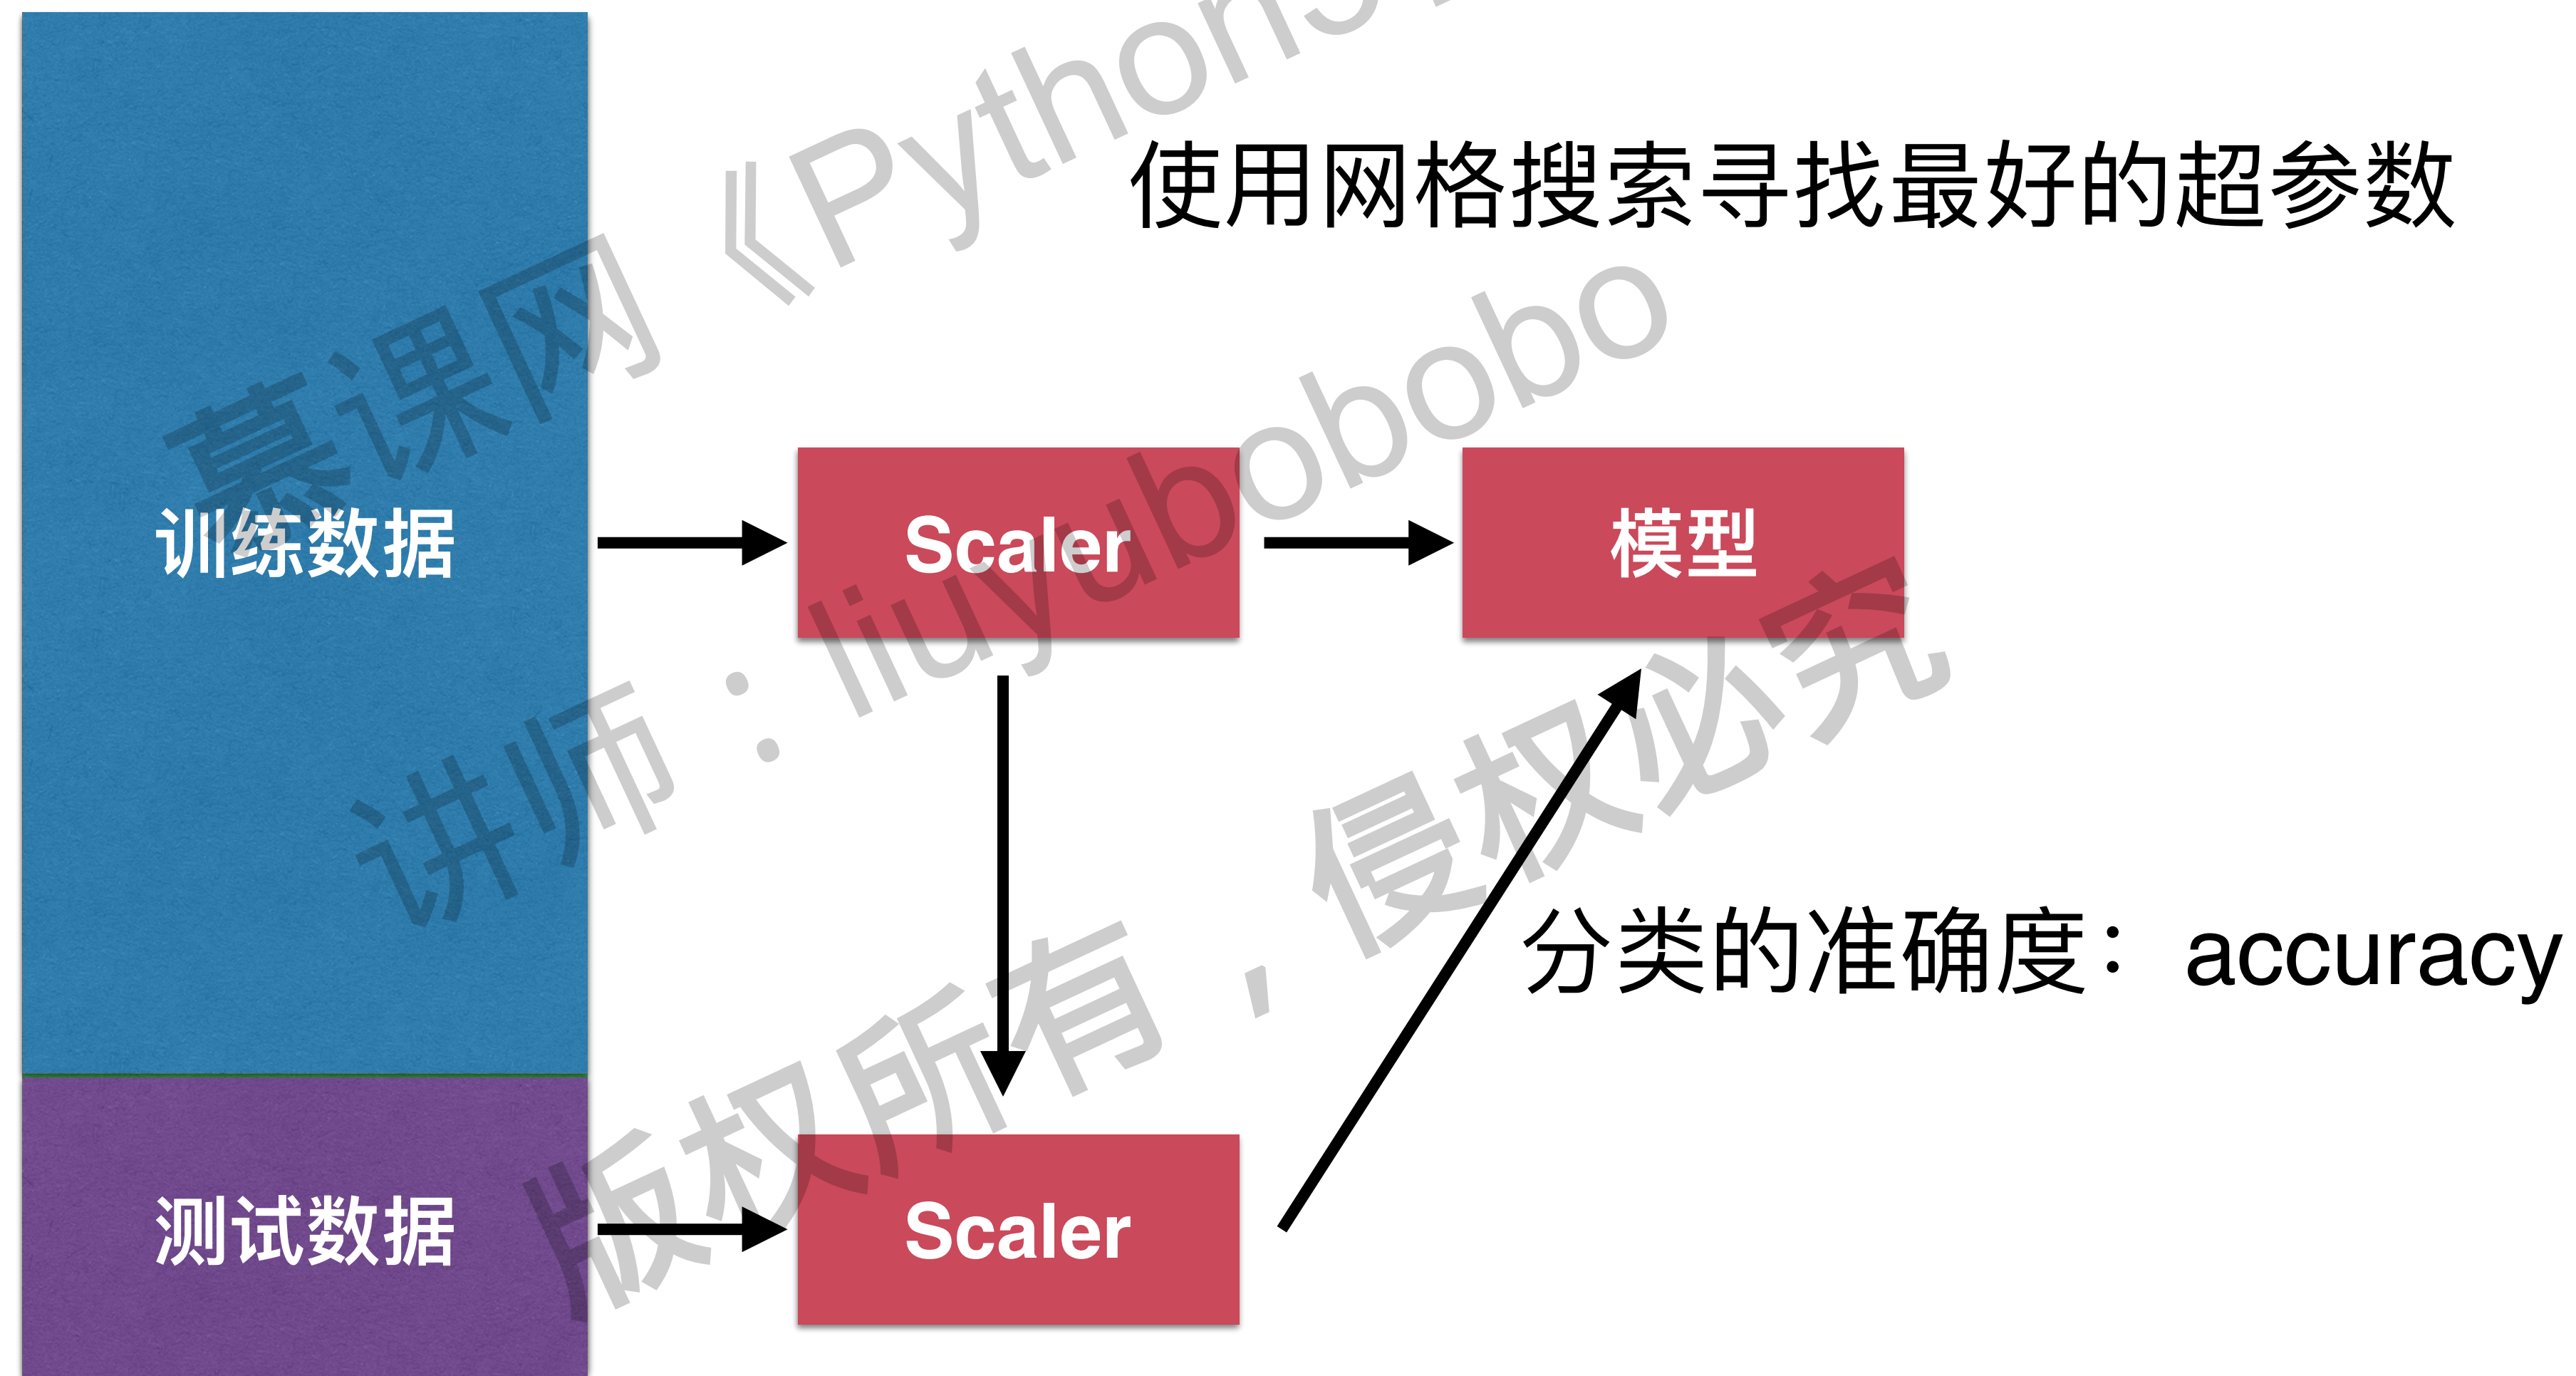 使用网格搜索寻找最好的超参数
训练数据
Scaler
模型
分类的准确度：accuracy
测试数据
Scaler
慕课网《Python3
讲师：liuyubobobo
版权所有，侵权必究